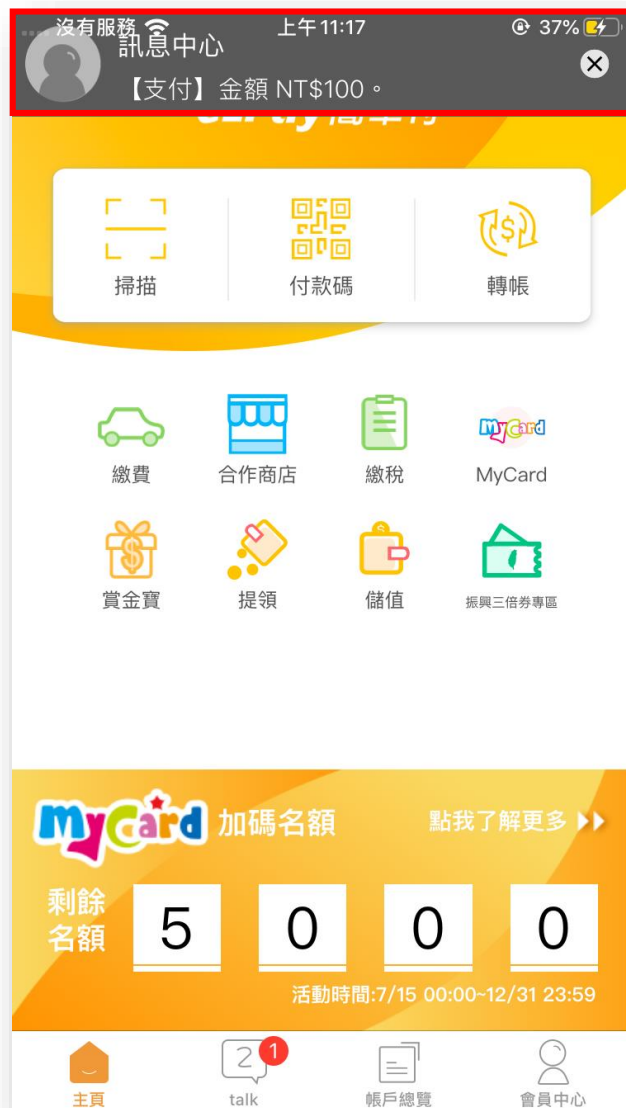 沒有服務 上午11:17 37%
訊息中心
【支付】金額 NT$100。
掃描 付款碼 轉帳
MyCard
繳費 合作商店 繳稅 MyCard
賞金寶 提領 儲值 振興三倍券專區
MyCard 加碼名額 點我了解更多
剩餘
名額 5 0 0 0
活動時間:7/15 00:00~12/31 23:59
2 1
主頁 talk 帳戶總覽 會員中心